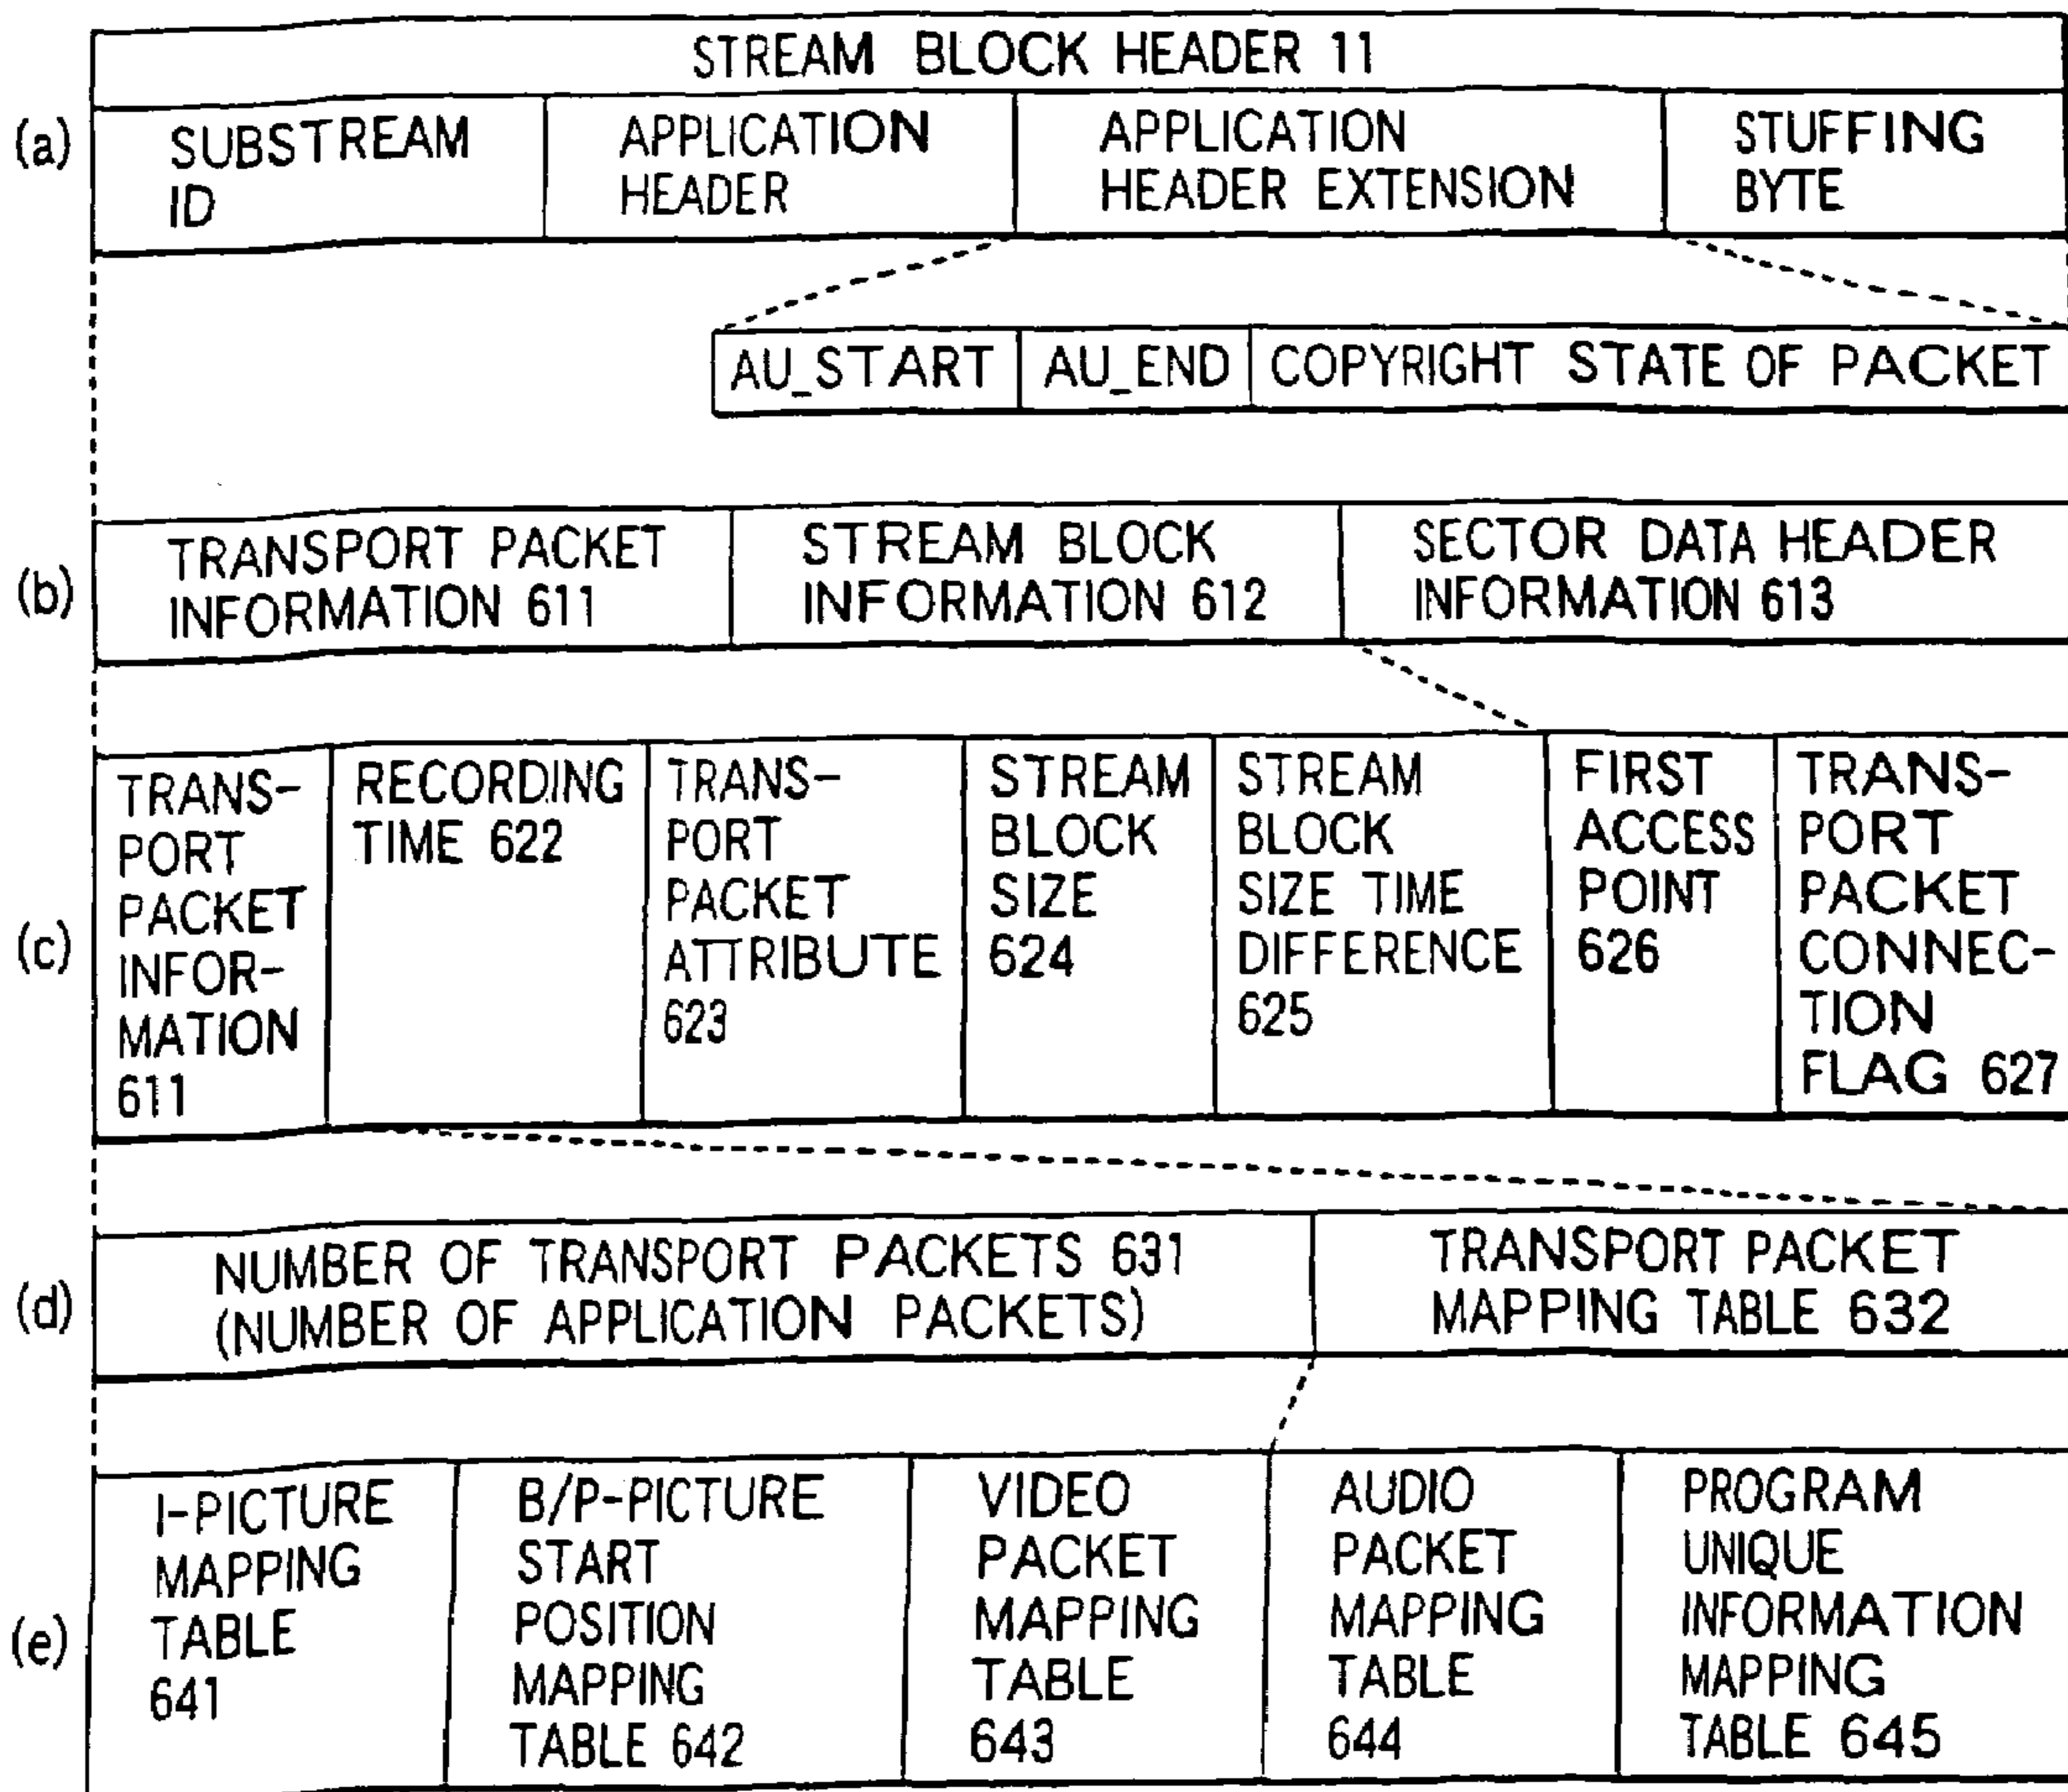 STREAM BLOCK HEADER 11
(a)
SUBSTREAM
ID
APPLICATION
HEADER
APPLICATION
HEADER EXTENSION
STUFFING
BYTE
AU_START
AU_END
COPYRIGHT STATE OF PACKET
(b)
TRANSPORT PACKET
INFORMATION 611
STREAM BLOCK
INFORMATION 612
SECTOR DATA HEADER
INFORMATION 613
(c)
TRANS-
PORT
PACKET
INFOR-
MATION
611
RECORDING
TIME 622
TRANS-
PORT
PACKET
ATTRIBUTE
623
STREAM
BLOCK
SIZE
624
STREAM
BLOCK
SIZE TIME
DIFFERENCE
625
FIRST
ACCESS
POINT
626
TRANS-
PORT
PACKET
CONNEC-
TION
FLAG 627
(d)
NUMBER OF TRANSPORT PACKETS 631
(NUMBER OF APPLICATION PACKETS)
TRANSPORT PACKET
MAPPING TABLE 632
(e)
I-PICTURE
MAPPING
TABLE
641
B/P-PICTURE
START
POSITION
MAPPING
TABLE 642
VIDEO
PACKET
MAPPING
TABLE
643
AUDIO
PACKET
MAPPING
TABLE
644
PROGRAM
UNIQUE
INFORMATION
MAPPING
TABLE 645